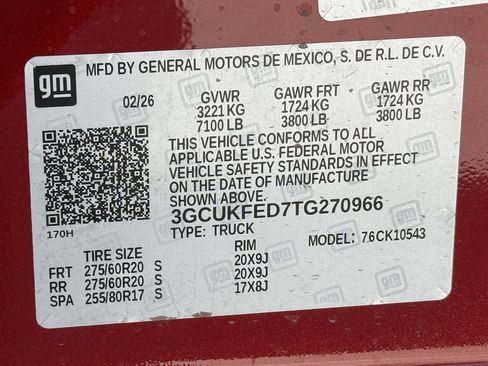 gm MFD BY GENERAL MOTORS DE MEXICO, S. DE R.L. DE C.V.
02/26 GVWR GAWR FRT GAWR RR
3221 KG 1724 KG 1724 KG
7100 LB 3800 LB 3800 LB
THIS VEHICLE CONFORMS TO ALL
APPLICABLE U.S. FEDERAL MOTOR
VEHICLE SAFETY STANDARDS IN EFFECT
ON THE DATE OF MANUFACTURE
SHOWN ABOVE.
3GCUKFED7TG270966
170H TYPE: TRUCK MODEL: 76CK10543
TIRE SIZE RIM
FRT 275/60R20 S 20X9J
RR 275/60R20 S 20X9J
SPA 255/80R17 S 17X8J